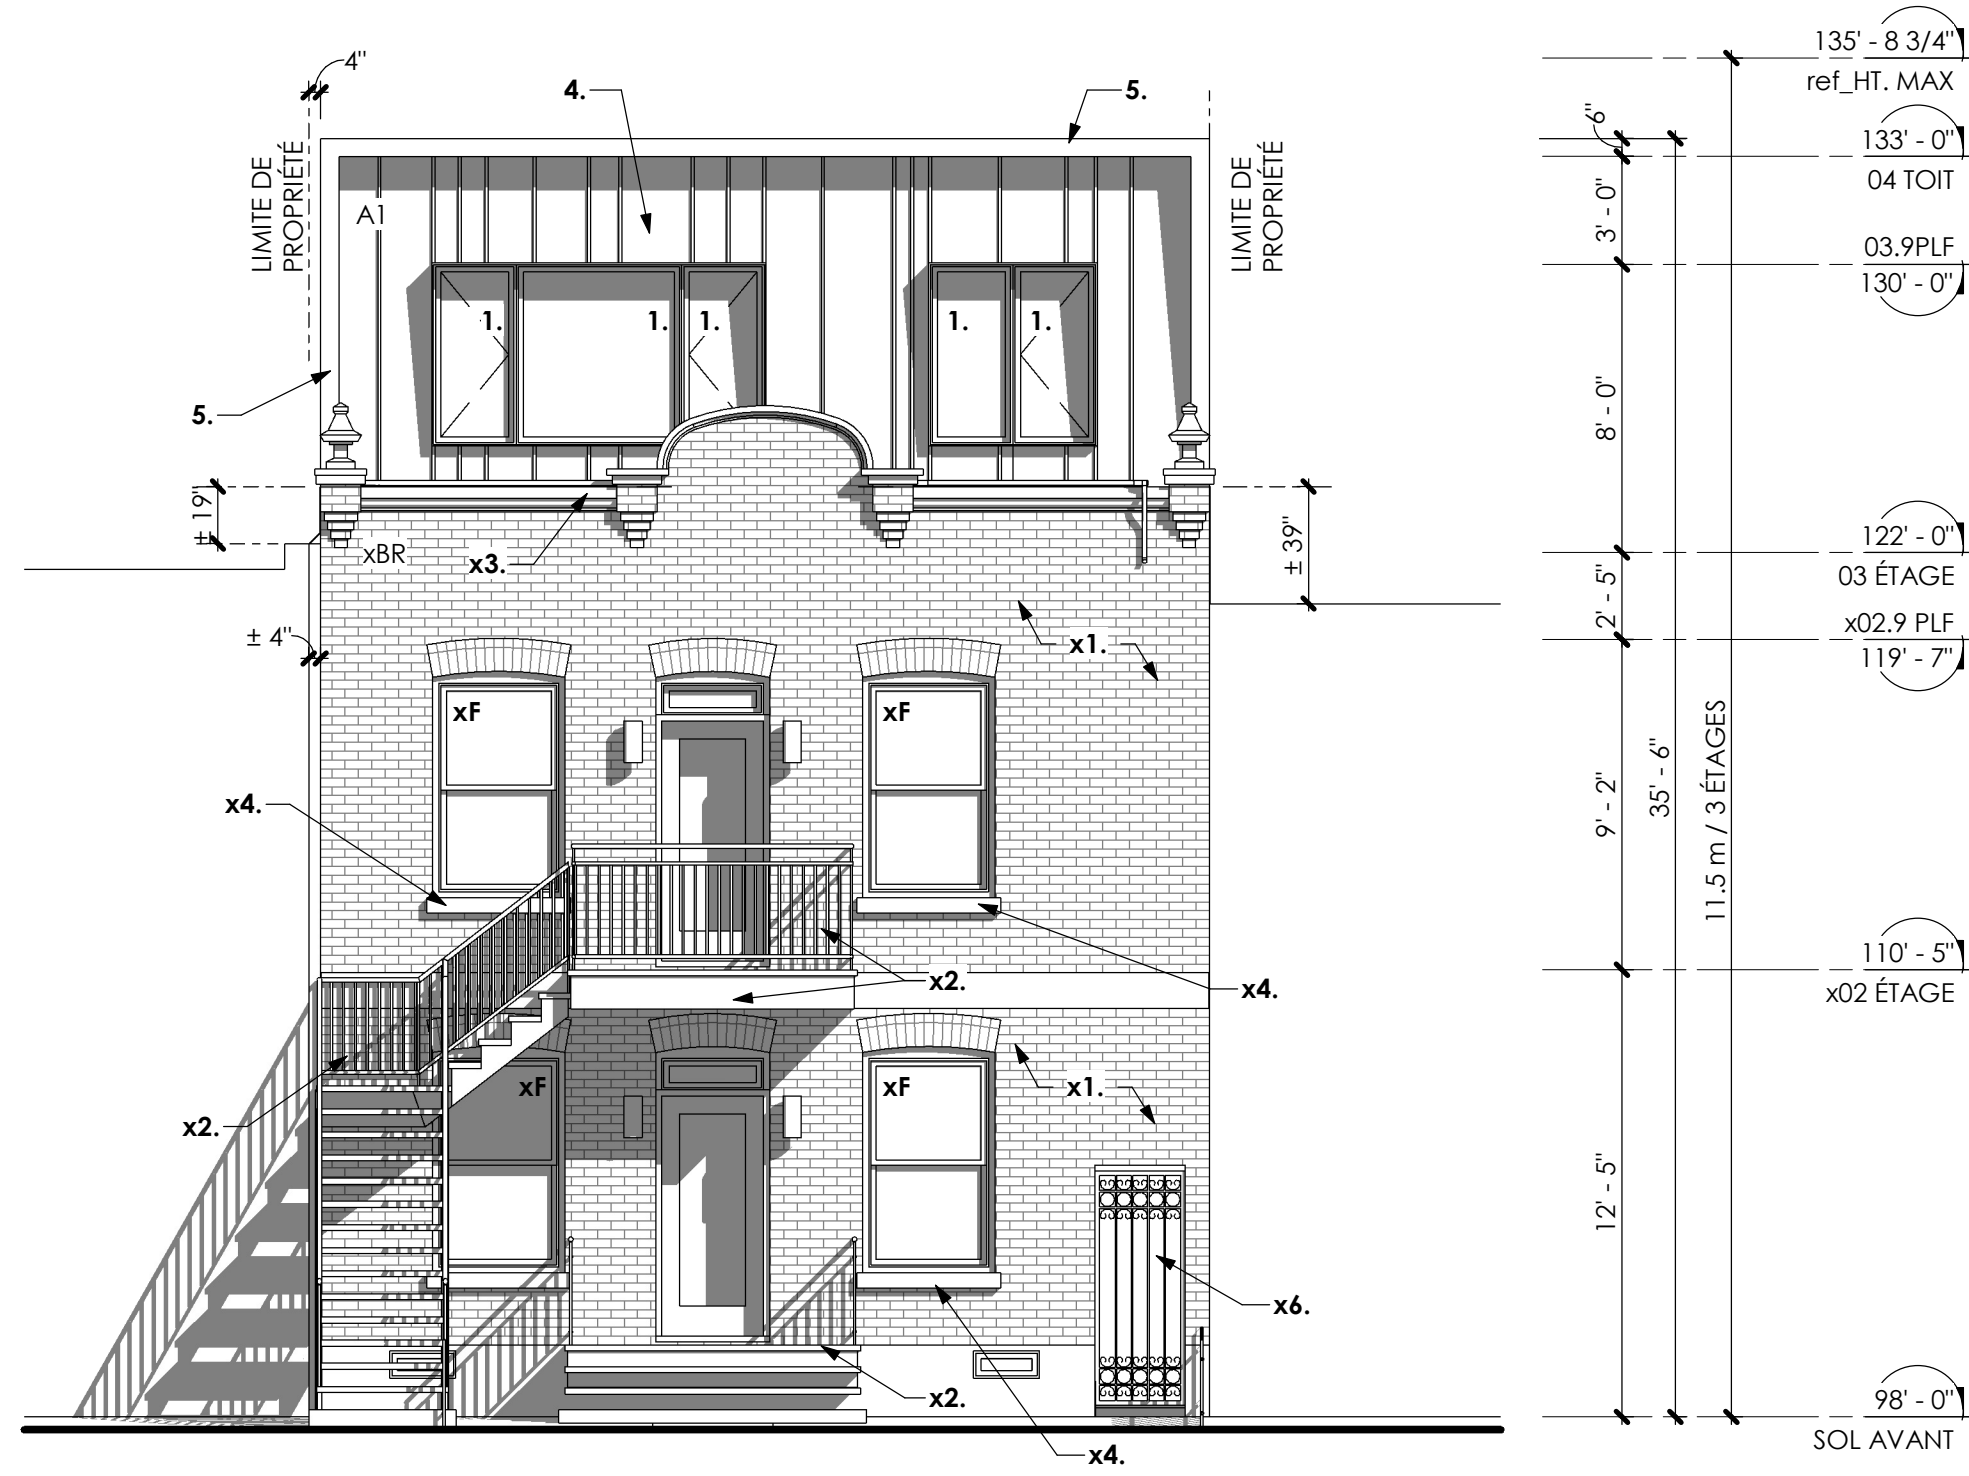 4"
4.
5.
LIMITE DE
PROPRIÉTÉ
LIMITE DE
PROPRIÉTÉ
A1
1.
1.
1.
1.
1.
5.
± 19"
xBR
x3.
± 39"
± 4"
x1.
xF
xF
x4.
x2.
x4.
xF
xF
x1.
x2.
x6.
x2.
x4.
135' - 8 3/4"
ref_HT. MAX
6"
133' - 0"
04 TOIT
3' - 0"
03.9PLF
130' - 0"
8' - 0"
122' - 0"
03 ÉTAGE
2' - 5"
x02.9 PLF
119' - 7"
9' - 2"
35' - 6"
11.5 m / 3 ÉTAGES
110' - 5"
x02 ÉTAGE
12' - 5"
98' - 0"
SOL AVANT